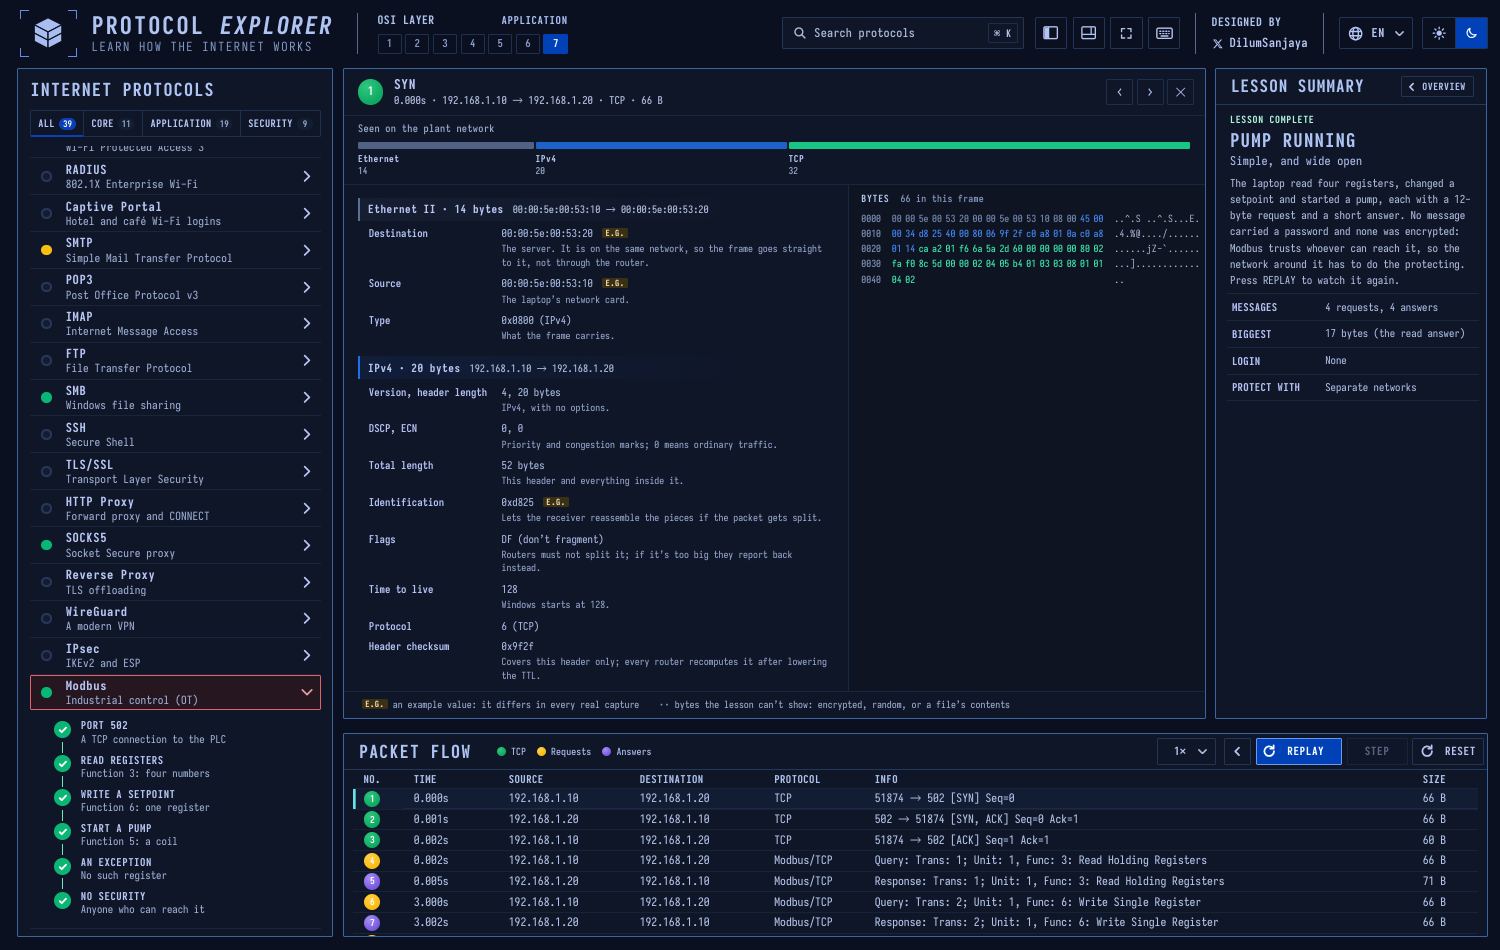 PROTOCOL EXPLORER
LEARN HOW THE INTERNET WORKS
OSI LAYER APPLICATION
1 2 3 4 5 6 7
Search protocols ⌘ K
DESIGNED BY
DilumSanjaya
EN
INTERNET PROTOCOLS
ALL 39 CORE 11 APPLICATION 19 SECURITY 9
Wi-Fi Protected Access 3
RADIUS
802.1X Enterprise Wi-Fi
Captive Portal
Hotel and café Wi-Fi logins
SMTP
Simple Mail Transfer Protocol
POP3
Post Office Protocol v3
IMAP
Internet Message Access
FTP
File Transfer Protocol
SMB
Windows file sharing
SSH
Secure Shell
TLS/SSL
Transport Layer Security
HTTP Proxy
Forward proxy and CONNECT
SOCKS5
Socket Secure proxy
Reverse Proxy
TLS offloading
WireGuard
A modern VPN
IPsec
IKEv2 and ESP
Modbus
Industrial control (OT)
PORT 502
A TCP connection to the PLC
READ REGISTERS
Function 3: four numbers
WRITE A SETPOINT
Function 6: one register
START A PUMP
Function 5: a coil
AN EXCEPTION
No such register
NO SECURITY
Anyone who can reach it
1 SYN
0.000s · 192.168.1.10 → 192.168.1.20 · TCP · 66 B
Seen on the plant network
Ethernet IPv4 TCP
14 20 32
Ethernet II · 14 bytes 00:00:5e:00:53:10 → 00:00:5e:00:53:20
Destination 00:00:5e:00:53:20 E.G.
The server. It is on the same network, so the frame goes straight
to it, not through the router.
Source 00:00:5e:00:53:10 E.G.
The laptop's network card.
Type 0x0800 (IPv4)
What the frame carries.
IPv4 · 20 bytes 192.168.1.10 → 192.168.1.20
Version, header length 4, 20 bytes
IPv4, with no options.
DSCP, ECN 0, 0
Priority and congestion marks; 0 means ordinary traffic.
Total length 52 bytes
This header and everything inside it.
Identification 0xd825 E.G.
Lets the receiver reassemble the pieces if the packet gets split.
Flags DF (don't fragment)
Routers must not split it; if it's too big they report back
instead.
Time to live 128
Windows starts at 128.
Protocol 6 (TCP)
Header checksum 0x9f2f
Covers this header only; every router recomputes it after lowering
the TTL.
BYTES 66 in this frame
0000 00 00 5e 00 53 20 00 00 5e 00 53 10 08 00 45 00 ..^.S ..^.S...E.
0010 00 34 d8 25 40 00 80 06 9f 2f c0 a8 01 0a c0 a8 .4.%@..../......
0020 01 14 ca a2 01 f6 6a 5a 2d 60 00 00 00 00 80 02 ......jZ-`......
0030 fa f0 8c 5d 00 00 02 04 05 b4 01 03 03 08 01 01 ...]............
0040 04 02 ..
E.G. an example value: it differs in every real capture ·· bytes the lesson can't show: encrypted, random, or a file's contents
LESSON SUMMARY OVERVIEW
LESSON COMPLETE
PUMP RUNNING
Simple, and wide open
The laptop read four registers, changed a
setpoint and started a pump, each with a 12-
byte request and a short answer. No message
carried a password and none was encrypted:
Modbus trusts whoever can reach it, so the
network around it has to do the protecting.
Press REPLAY to watch it again.
MESSAGES 4 requests, 4 answers
BIGGEST 17 bytes (the read answer)
LOGIN None
PROTECT WITH Separate networks
PACKET FLOW TCP Requests Answers 1× REPLAY STEP RESET
NO. TIME SOURCE DESTINATION PROTOCOL INFO SIZE
1 0.000s 192.168.1.10 192.168.1.20 TCP 51874 → 502 [SYN] Seq=0 66 B
2 0.001s 192.168.1.20 192.168.1.10 TCP 502 → 51874 [SYN, ACK] Seq=0 Ack=1 66 B
3 0.002s 192.168.1.10 192.168.1.20 TCP 51874 → 502 [ACK] Seq=1 Ack=1 60 B
4 0.002s 192.168.1.10 192.168.1.20 Modbus/TCP Query: Trans: 1; Unit: 1, Func: 3: Read Holding Registers 66 B
5 0.005s 192.168.1.20 192.168.1.10 Modbus/TCP Response: Trans: 1; Unit: 1, Func: 3: Read Holding Registers 71 B
6 3.000s 192.168.1.10 192.168.1.20 Modbus/TCP Query: Trans: 2; Unit: 1, Func: 6: Write Single Register 66 B
7 3.002s 192.168.1.20 192.168.1.10 Modbus/TCP Response: Trans: 2; Unit: 1, Func: 6: Write Single Register 66 B